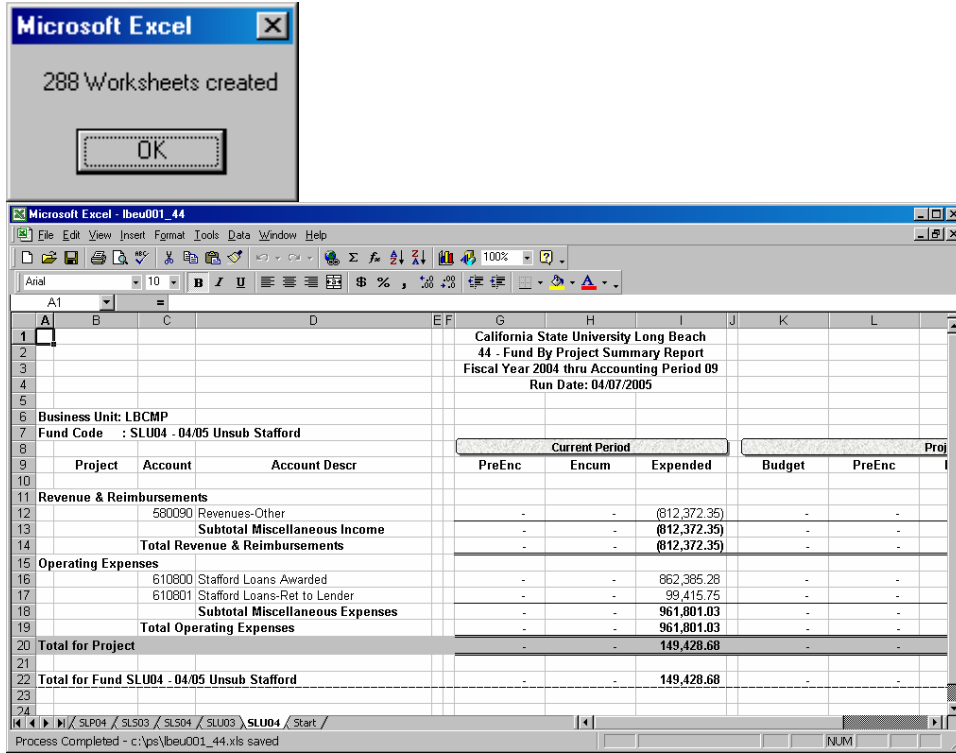 Microsoft Excel
288 Worksheets created
OK
Microsoft Excel - lbeu001_44
File Edit View Insert Format Tools Data Window Help
100%
Arial 10 B I U $ % ,
A1 =
A B C D E F G H I J K L
1 California State University Long Beach
2 44 - Fund By Project Summary Report
3 Fiscal Year 2004 thru Accounting Period 09
4 Run Date: 04/07/2005
5
6 Business Unit: LBCMP
7 Fund Code : SLU04 - 04/05 Unsub Stafford
8 Current Period Proj
9 Project Account Account Descr PreEnc Encum Expended Budget PreEnc
10
11 Revenue & Reimbursements
12 580090 Revenues-Other - - (812,372.35) - -
13 Subtotal Miscellaneous Income - - (812,372.35) - -
14 Total Revenue & Reimbursements - - (812,372.35) - -
15 Operating Expenses
16 610800 Stafford Loans Awarded - - 862,385.28 - -
17 610801 Stafford Loans-Ret to Lender - - 99,415.75 - -
18 Subtotal Miscellaneous Expenses - - 961,801.03 - -
19 Total Operating Expenses - - 961,801.03 - -
20 Total for Project - - 149,428.68 - -
21
22 Total for Fund SLU04 - 04/05 Unsub Stafford - - 149,428.68 - -
23
24
SLP04 / SLS03 / SLS04 / SLU03 \ SLU04 / Start /
Process Completed - c:\ps\lbeu001_44.xls saved NUM